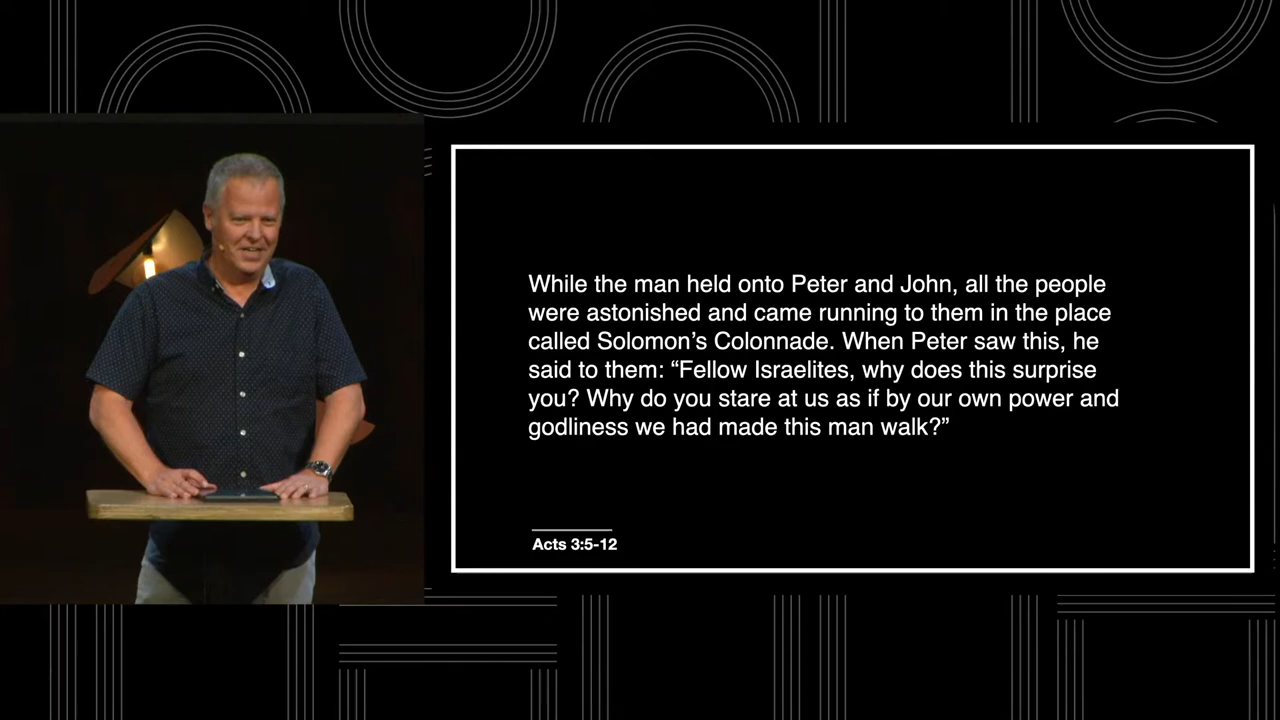 While the man held onto Peter and John, all the people
were astonished and came running to them in the place
called Solomon’s Colonnade. When Peter saw this, he
said to them: “Fellow Israelites, why does this surprise
you? Why do you stare at us as if by our own power and
godliness we had made this man walk?”
Acts 3:5-12